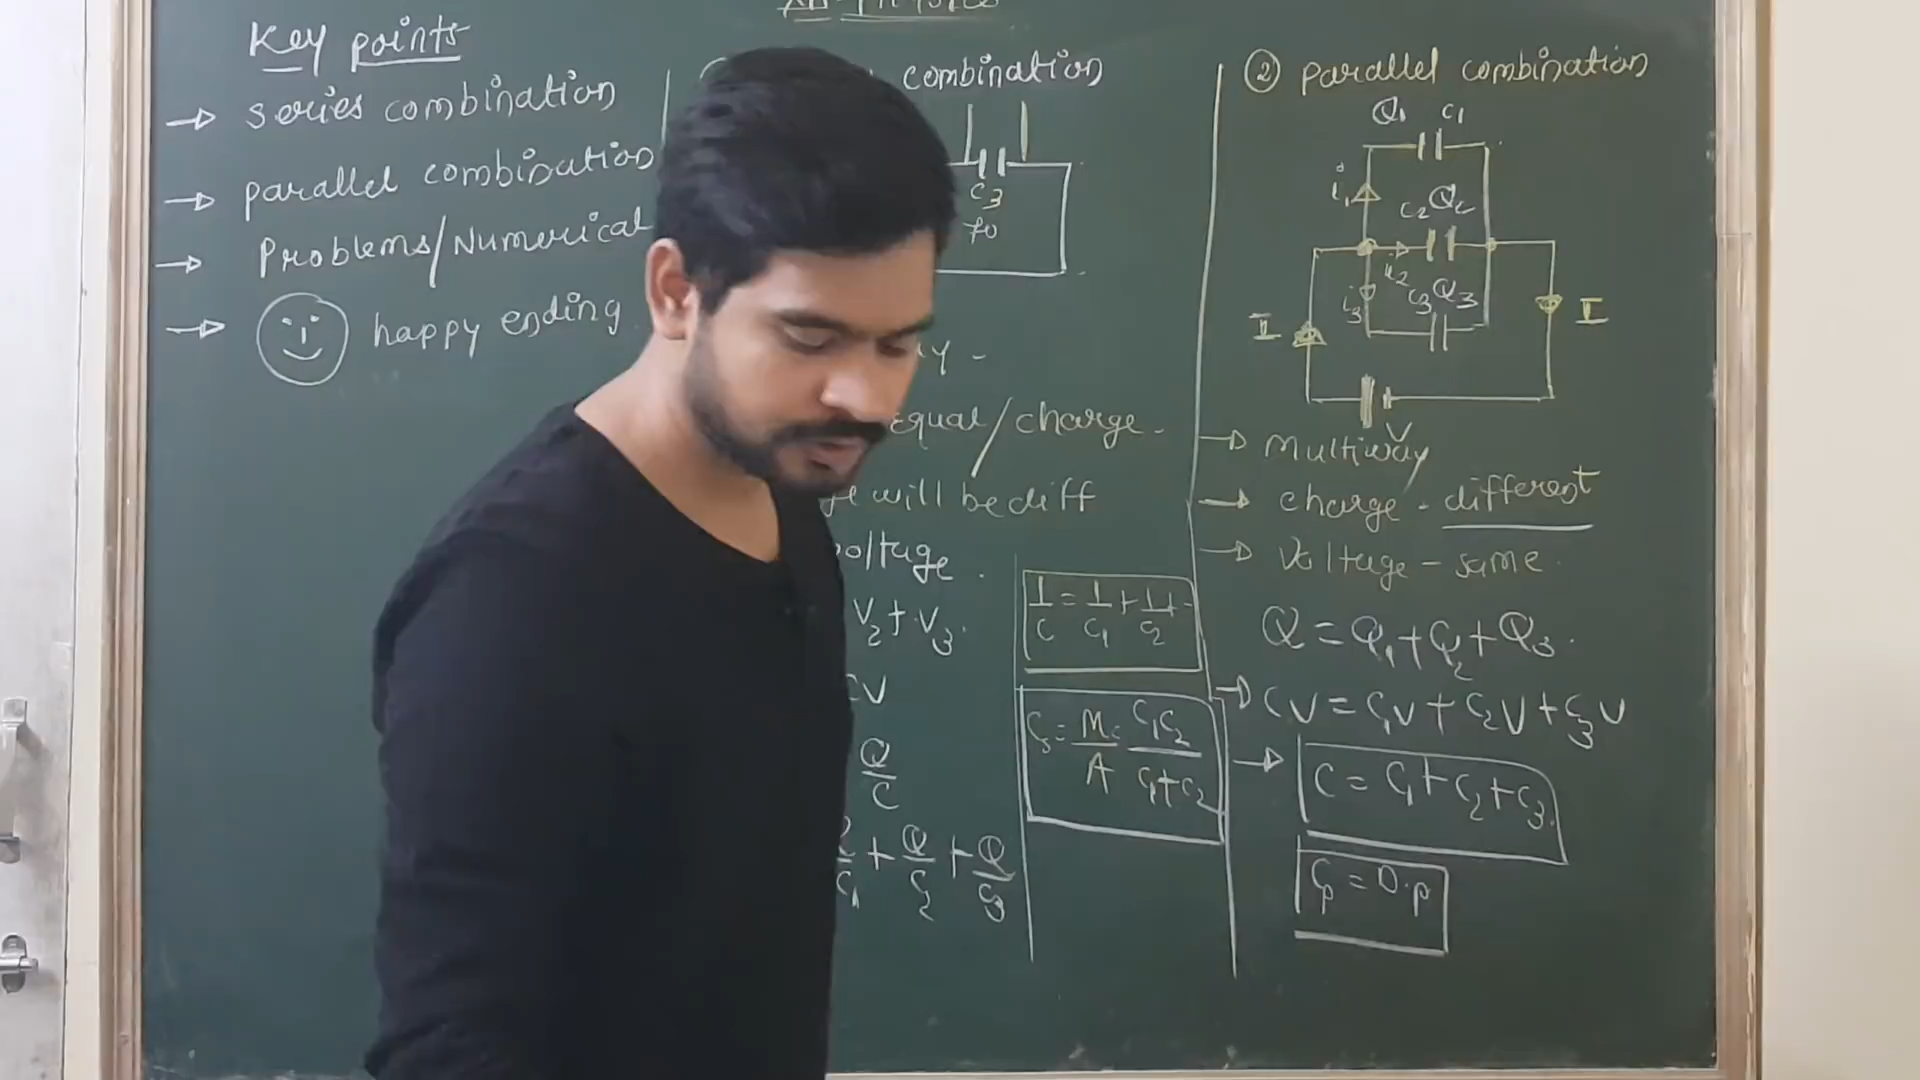 Key points
→ series combination
→ parallel combination
→ Problems/Numerical
→ happy ending
combination
C3
Equal/charge -
will be diff
voltage.
V2 + V3.
CV
Q/C
Q/C1 + Q/C2 + Q/C3
1/C = 1/C1 + 1/C2 + -
Cs = M/A = C1C2/C1+C2
② parallel combination
Q1 C1
i1
C2 Q2
i2
C3 Q3
i3
I
I
V
→ Multiway
→ charge - different
→ Voltage - same.
Q = Q1 + Q2 + Q3.
→ CV = C1V + C2V + C3V
→ C = C1 + C2 + C3.
Cp = D.P